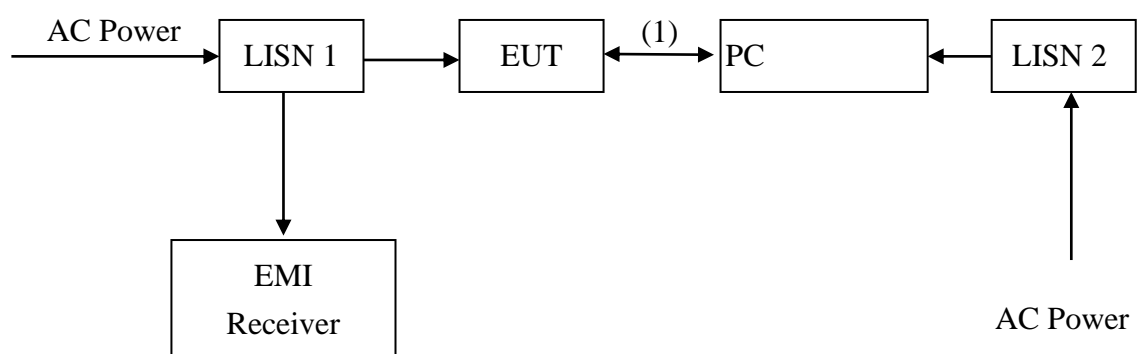 AC Power
LISN 1
EUT
(1)
PC
LISN 2
EMI
Receiver
AC Power